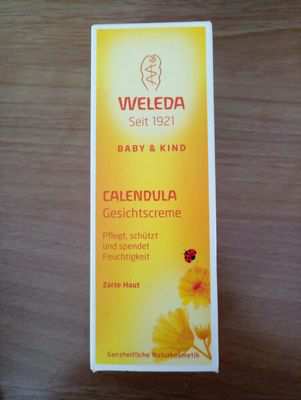 WELEDA
Seit 1921
BABY & KIND
CALENDULA
Gesichtscreme
Pflegt, schützt
und spendet
Feuchtigkeit
Zarte Haut
Ganzheitliche Naturkosmetik